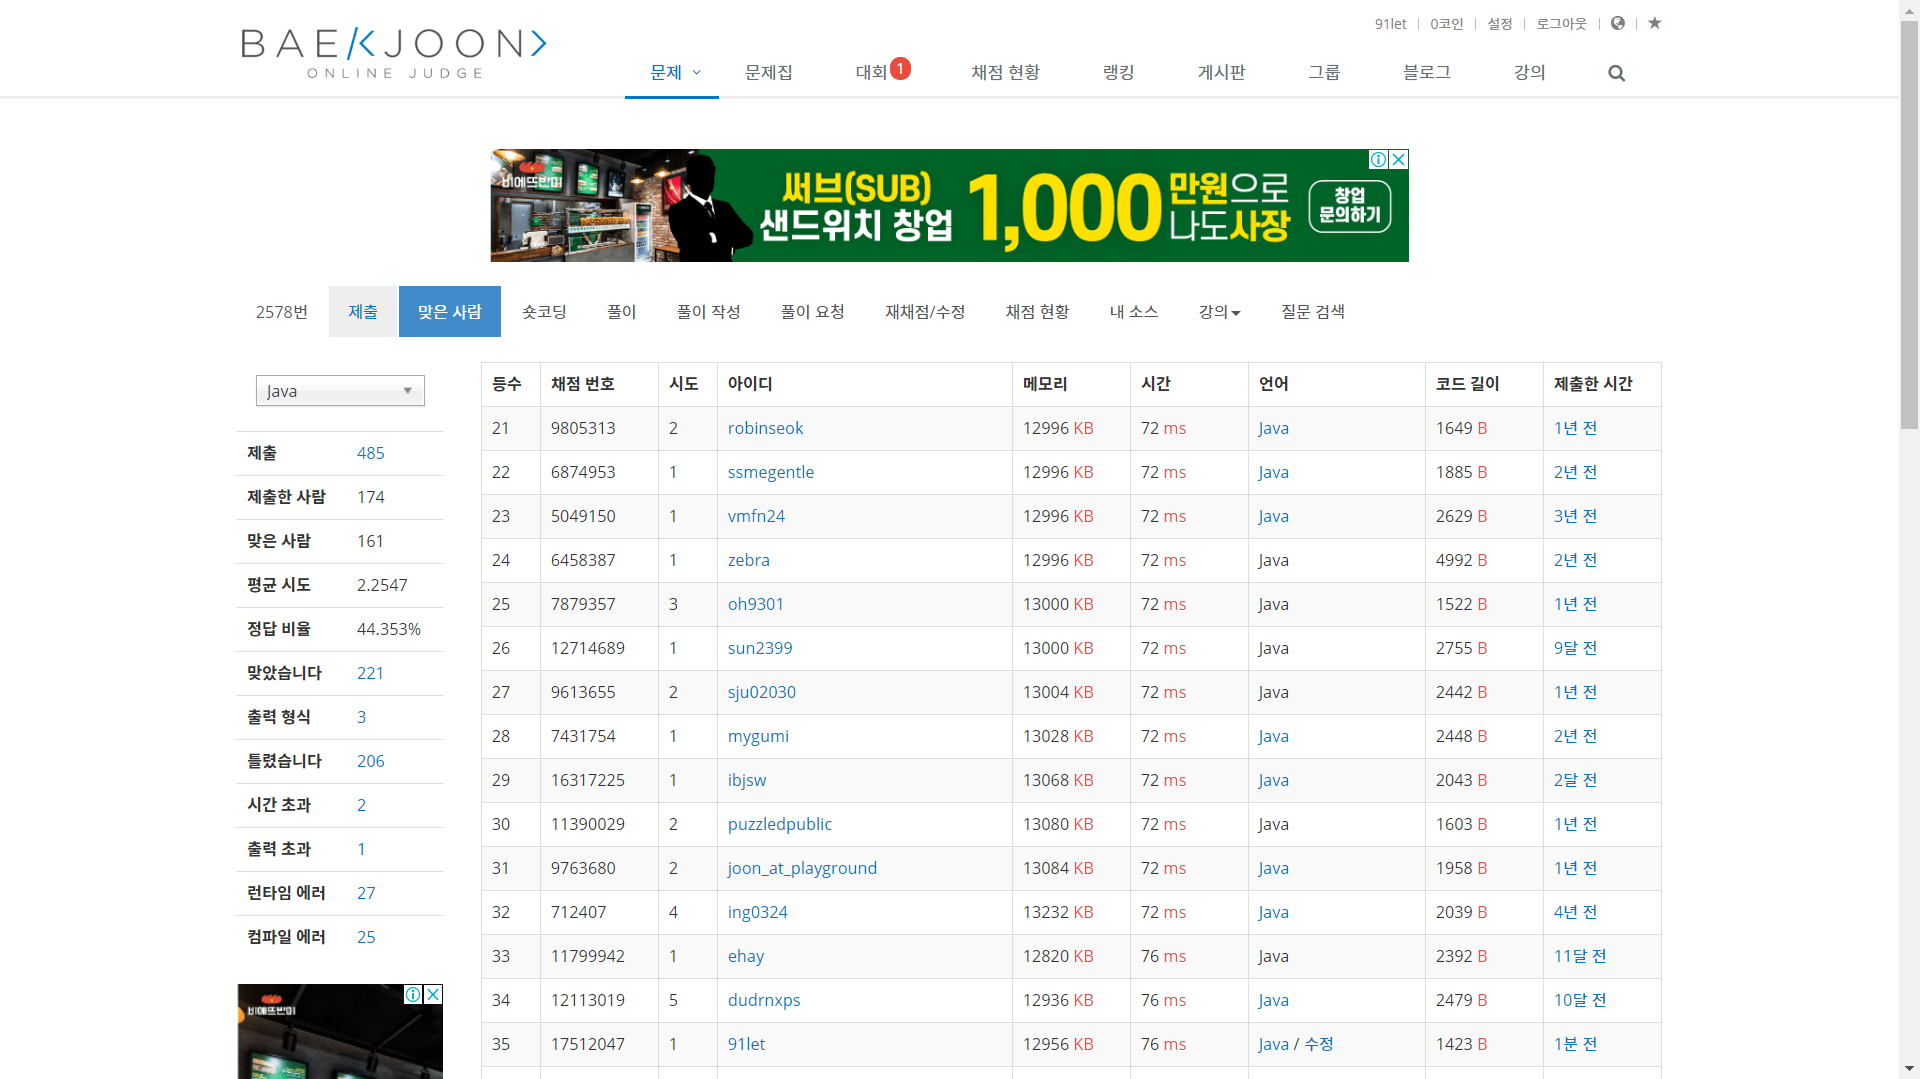 91let 0코인 설정 로그아웃
BAEKJOON
ONLINE JUDGE
문제 문제집 대회 1 채점 현황 랭킹 게시판 그룹 블로그 강의
비에뜨반미
써브(SUB)
샌드위치 창업
1,000
만원으로
나도사장
창업
문의하기
2578번 제출 맞은 사람 숏코딩 풀이 풀이 작성 풀이 요청 재채점/수정 채점 현황 내 소스 강의 질문 검색
Java
제출 485
제출한 사람 174
맞은 사람 161
평균 시도 2.2547
정답 비율 44.353%
맞았습니다 221
출력 형식 3
틀렸습니다 206
시간 초과 2
출력 초과 1
런타임 에러 27
컴파일 에러 25
비에뜨반미
등수 채점 번호 시도 아이디 메모리 시간 언어 코드 길이 제출한 시간
21 9805313 2 robinseok 12996 KB 72 ms Java 1649 B 1년 전
22 6874953 1 ssmegentle 12996 KB 72 ms Java 1885 B 2년 전
23 5049150 1 vmfn24 12996 KB 72 ms Java 2629 B 3년 전
24 6458387 1 zebra 12996 KB 72 ms Java 4992 B 2년 전
25 7879357 3 oh9301 13000 KB 72 ms Java 1522 B 1년 전
26 12714689 1 sun2399 13000 KB 72 ms Java 2755 B 9달 전
27 9613655 2 sju02030 13004 KB 72 ms Java 2442 B 1년 전
28 7431754 1 mygumi 13028 KB 72 ms Java 2448 B 2년 전
29 16317225 1 ibjsw 13068 KB 72 ms Java 2043 B 2달 전
30 11390029 2 puzzledpublic 13080 KB 72 ms Java 1603 B 1년 전
31 9763680 2 joon_at_playground 13084 KB 72 ms Java 1958 B 1년 전
32 712407 4 ing0324 13232 KB 72 ms Java 2039 B 4년 전
33 11799942 1 ehay 12820 KB 76 ms Java 2392 B 11달 전
34 12113019 5 dudrnxps 12936 KB 76 ms Java 2479 B 10달 전
35 17512047 1 91let 12956 KB 76 ms Java / 수정 1423 B 1분 전